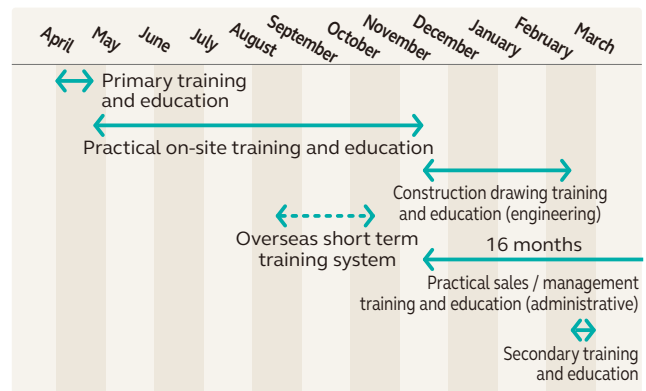 April May June July August September October November December January February March
Primary training
and education
Practical on-site training and education
Construction drawing training
and education (engineering)
Overseas short term
training system
16 months
Practical sales / management
training and education (administrative)
Secondary training
and education